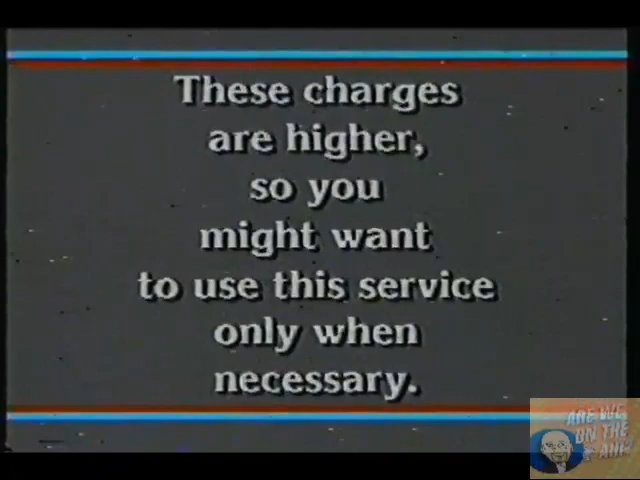 These charges
are higher,
so you
might want
to use this service
only when
necessary.
ARE WE
ON THE
AIR?